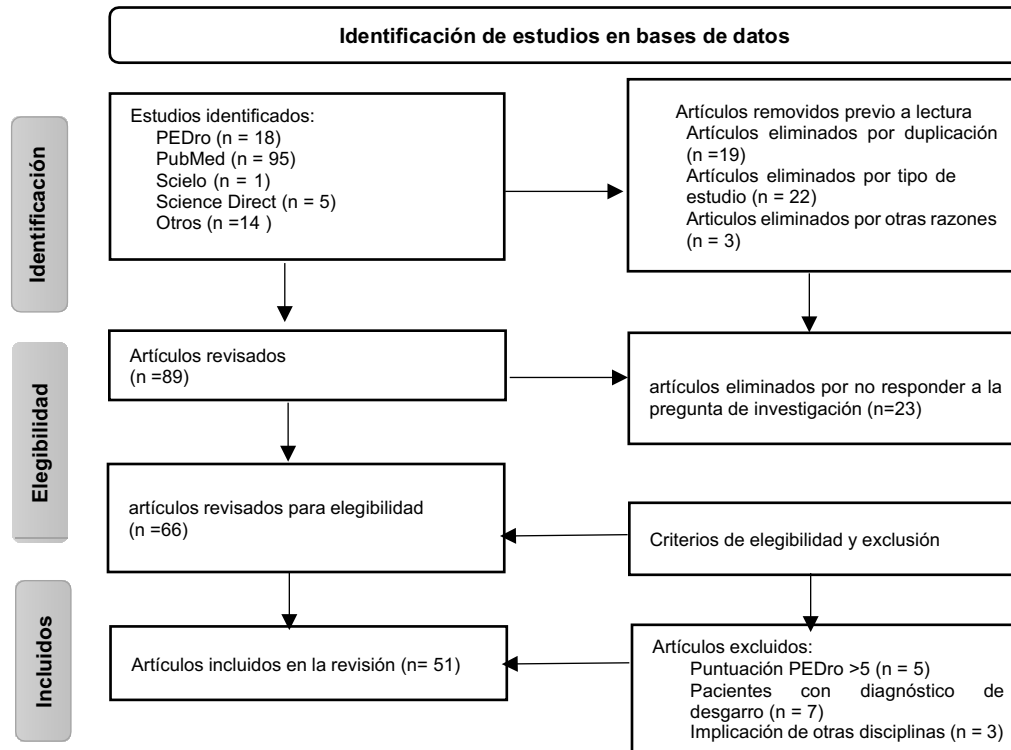 Identificación de estudios en bases de datos
Identificación
Estudios identificados:
PEDro (n = 18)
PubMed (n = 95)
Scielo (n = 1)
Science Direct (n = 5)
Otros (n =14 )
Artículos removidos previo a lectura
Artículos eliminados por duplicación
(n =19)
Artículos eliminados por tipo de
estudio (n = 22)
Articulos eliminados por otras razones
(n = 3)
Elegibilidad
Artículos revisados
(n =89)
artículos eliminados por no responder a la
pregunta de investigación (n=23)
artículos revisados para elegibilidad
(n =66)
Criterios de elegibilidad y exclusión
Incluidos
Artículos incluidos en la revisión (n= 51)
Artículos excluidos:
Puntuación PEDro >5 (n = 5)
Pacientes con diagnóstico de
desgarro (n = 7)
Implicación de otras disciplinas (n = 3)